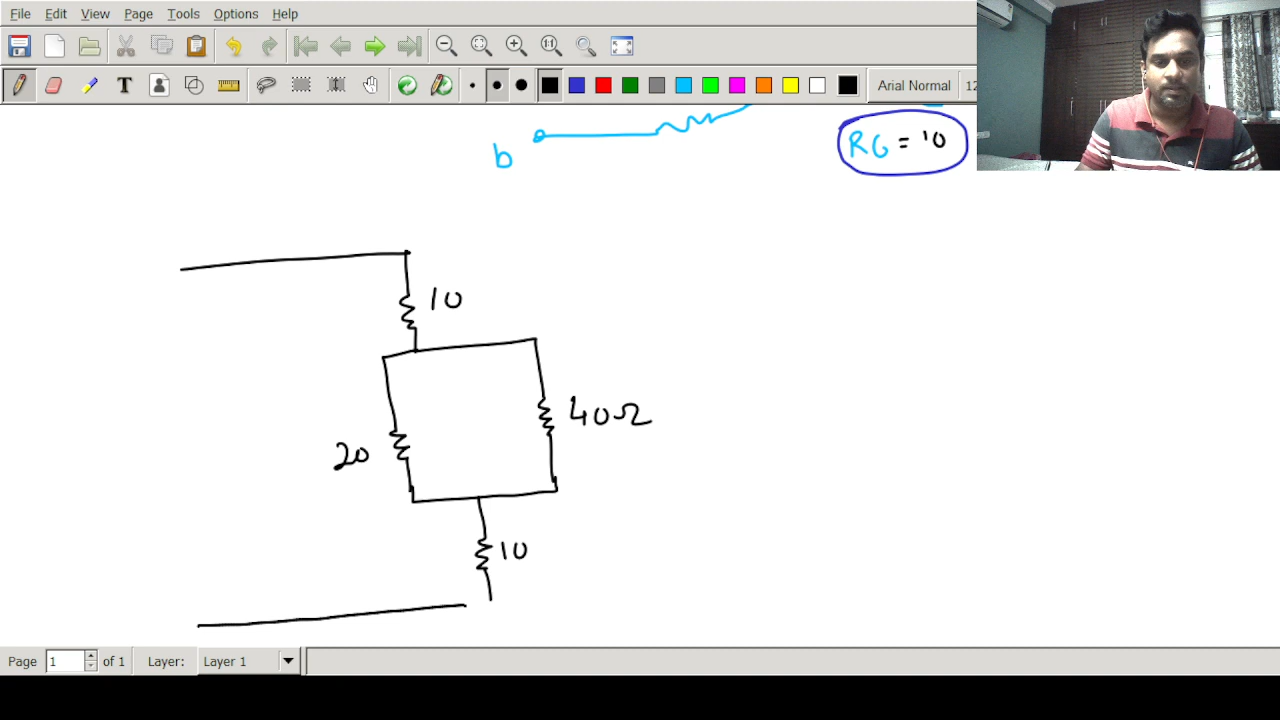 File Edit View Page Tools Options Help
T Arial Normal 12
b
RG = 10
10
40Ω
20
10
Page 1 of 1 Layer: Layer 1